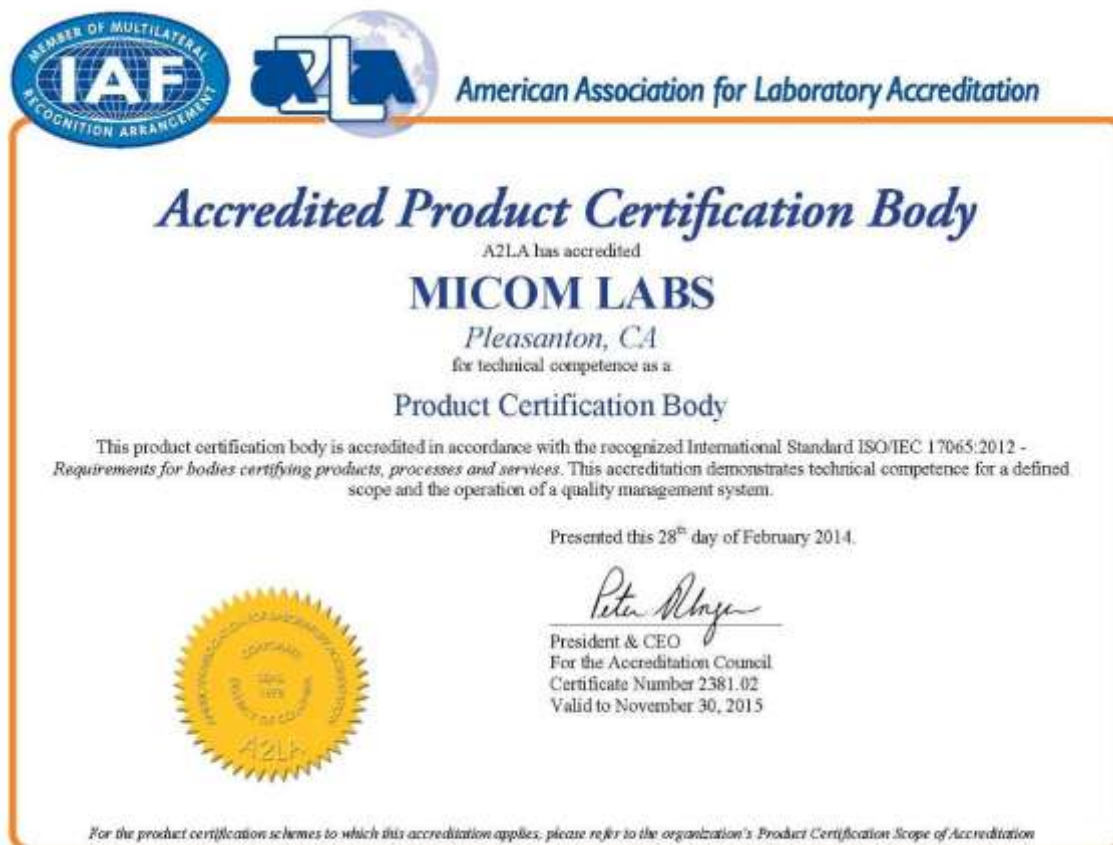 MEMBER OF MULTILATERAL
IAF
RECOGNITION ARRANGEMENT
A2LA
American Association for Laboratory Accreditation
Accredited Product Certification Body
A2LA has accredited
MICOM LABS
Pleasanton, CA
for technical competence as a
Product Certification Body
This product certification body is accredited in accordance with the recognized International Standard ISO/IEC 17065:2012 -
Requirements for bodies certifying products, processes and services. This accreditation demonstrates technical competence for a defined
scope and the operation of a quality management system.
Presented this 28th day of February 2014.
Peter
President & CEO
For the Accreditation Council
Certificate Number 2381.02
Valid to November 30, 2015
A2LA
For the product certification schemes to which this accreditation applies, please refer to the organization's Product Certification Scope of Accreditation